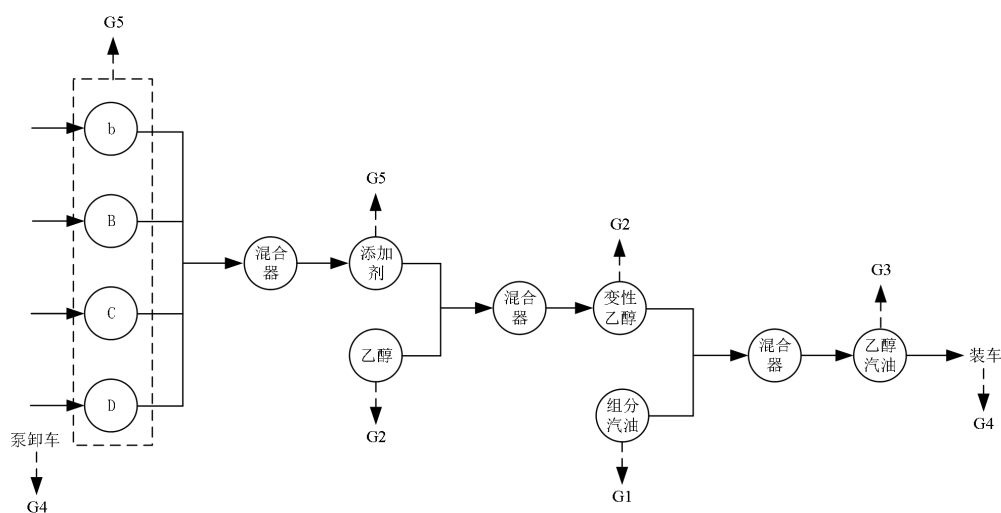 G5
b
B
C
D
泵卸车
G4
混合
器
G5
添加
剂
乙醇
G2
混合
器
G2
变性
乙醇
组分
汽油
G1
混合
器
G3
乙醇
汽油
装车
G4